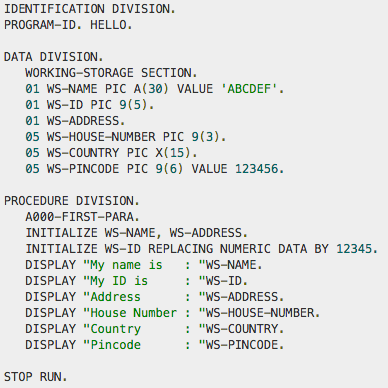 IDENTIFICATION DIVISION.
PROGRAM-ID. HELLO.

DATA DIVISION.
   WORKING-STORAGE SECTION.
   01 WS-NAME PIC A(30) VALUE 'ABCDEF'.
   01 WS-ID PIC 9(5).
   01 WS-ADDRESS.
   05 WS-HOUSE-NUMBER PIC 9(3).
   05 WS-COUNTRY PIC X(15).
   05 WS-PINCODE PIC 9(6) VALUE 123456.

PROCEDURE DIVISION.
   A000-FIRST-PARA.
   INITIALIZE WS-NAME, WS-ADDRESS.
   INITIALIZE WS-ID REPLACING NUMERIC DATA BY 12345.
   DISPLAY "My name is   : "WS-NAME.
   DISPLAY "My ID is     : "WS-ID.
   DISPLAY "Address      : "WS-ADDRESS.
   DISPLAY "House Number : "WS-HOUSE-NUMBER.
   DISPLAY "Country      : "WS-COUNTRY.
   DISPLAY "Pincode      : "WS-PINCODE.

STOP RUN.